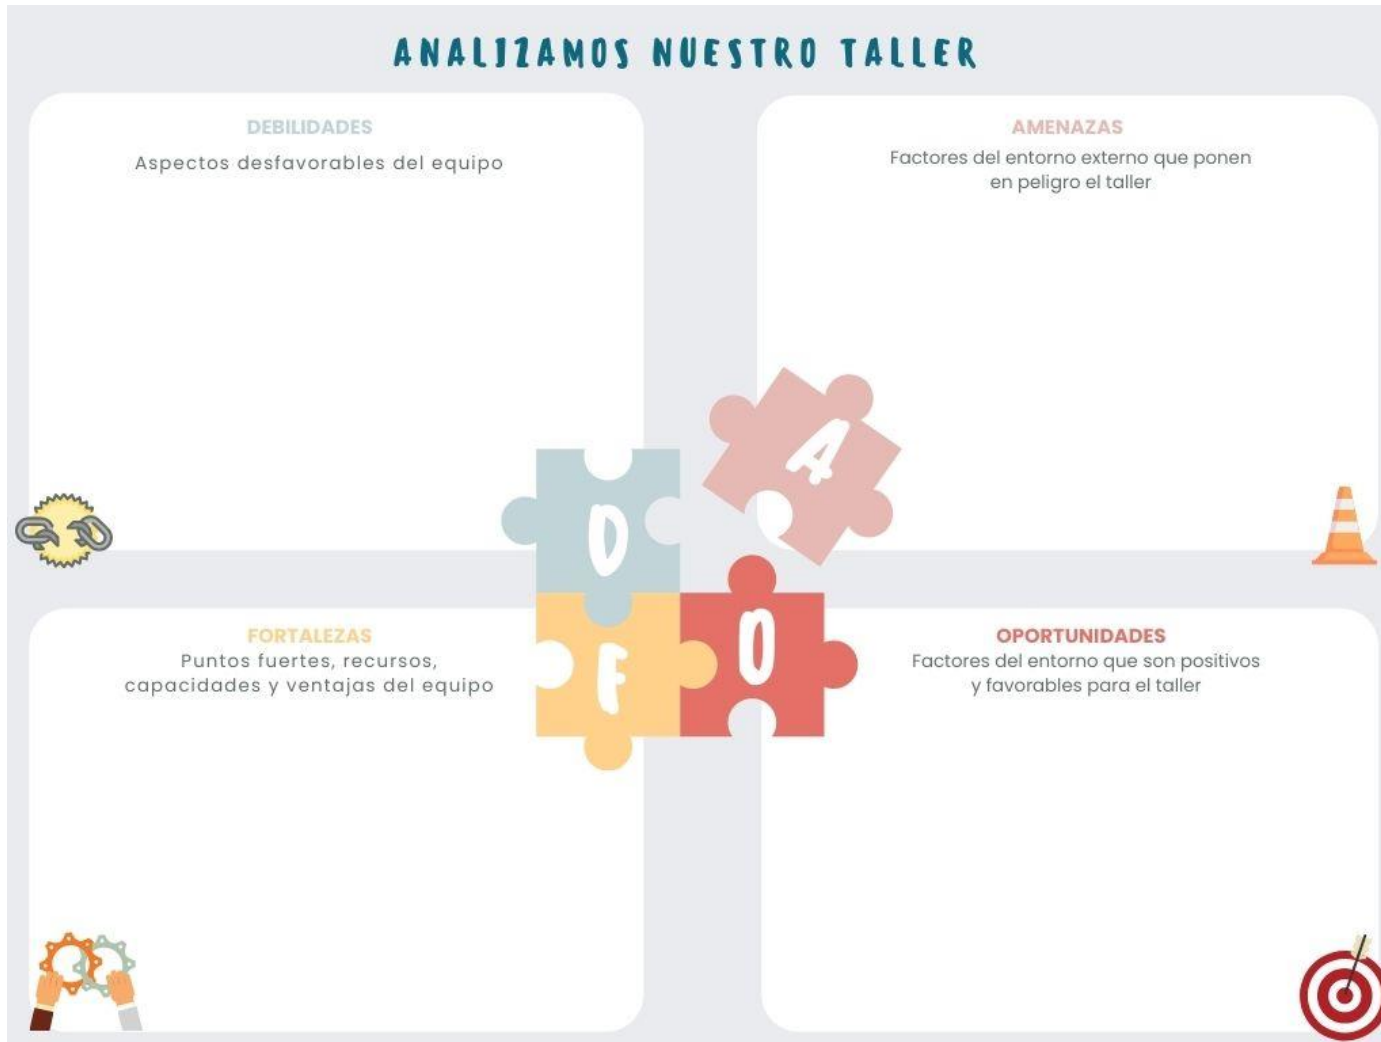 ANALIZAMOS NUESTRO TALLER
DEBILIDADES
Aspectos desfavorables del equipo
AMENAZAS
Factores del entorno externo que ponen
en peligro el taller
A
D
F
O
FORTALEZAS
Puntos fuertes, recursos,
capacidades y ventajas del equipo
OPORTUNIDADES
Factores del entorno que son positivos
y favorables para el taller